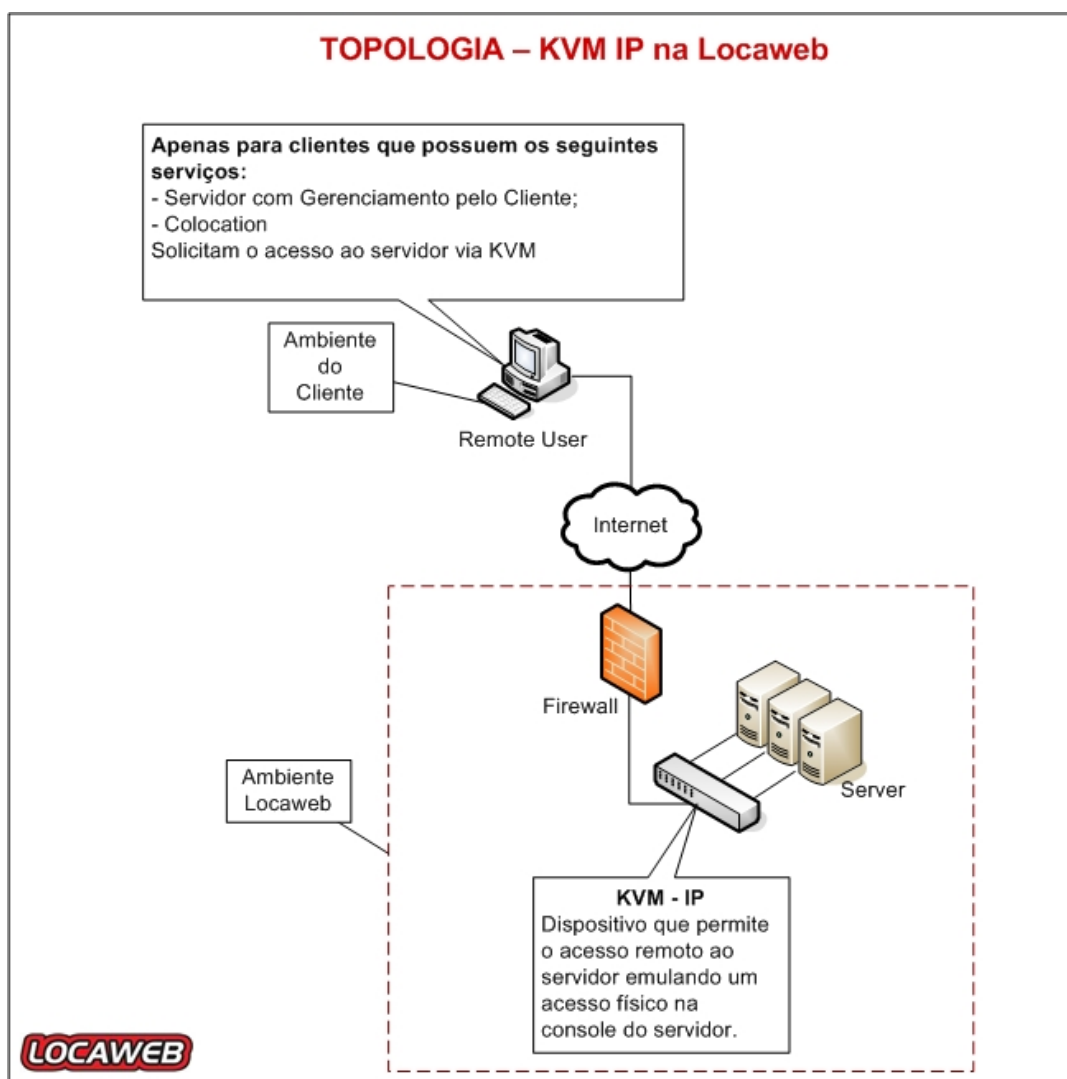 TOPOLOGIA – KVM IP na Locaweb
Apenas para clientes que possuem os seguintes
serviços:
- Servidor com Gerenciamento pelo Cliente;
- Colocation
Solicitam o acesso ao servidor via KVM
Ambiente
do
Cliente
Remote User
Internet
Firewall
Server
Ambiente
Locaweb
KVM - IP
Dispositivo que permite
o acesso remoto ao
servidor emulando um
acesso físico na
console do servidor.
LOCAWEB